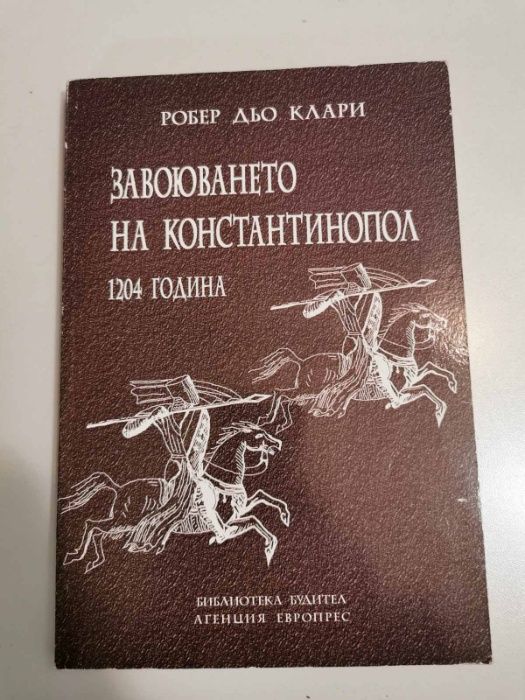 РОБЕР ДЬО КЛАРИ
ЗАВОЮВАНЕТО
НА КОНСТАНТИНОПОЛ
1204 ГОДИНА
БИБЛИОТЕКА БУДИТЕЛ
АГЕНЦИЯ ЕВРОПРЕС